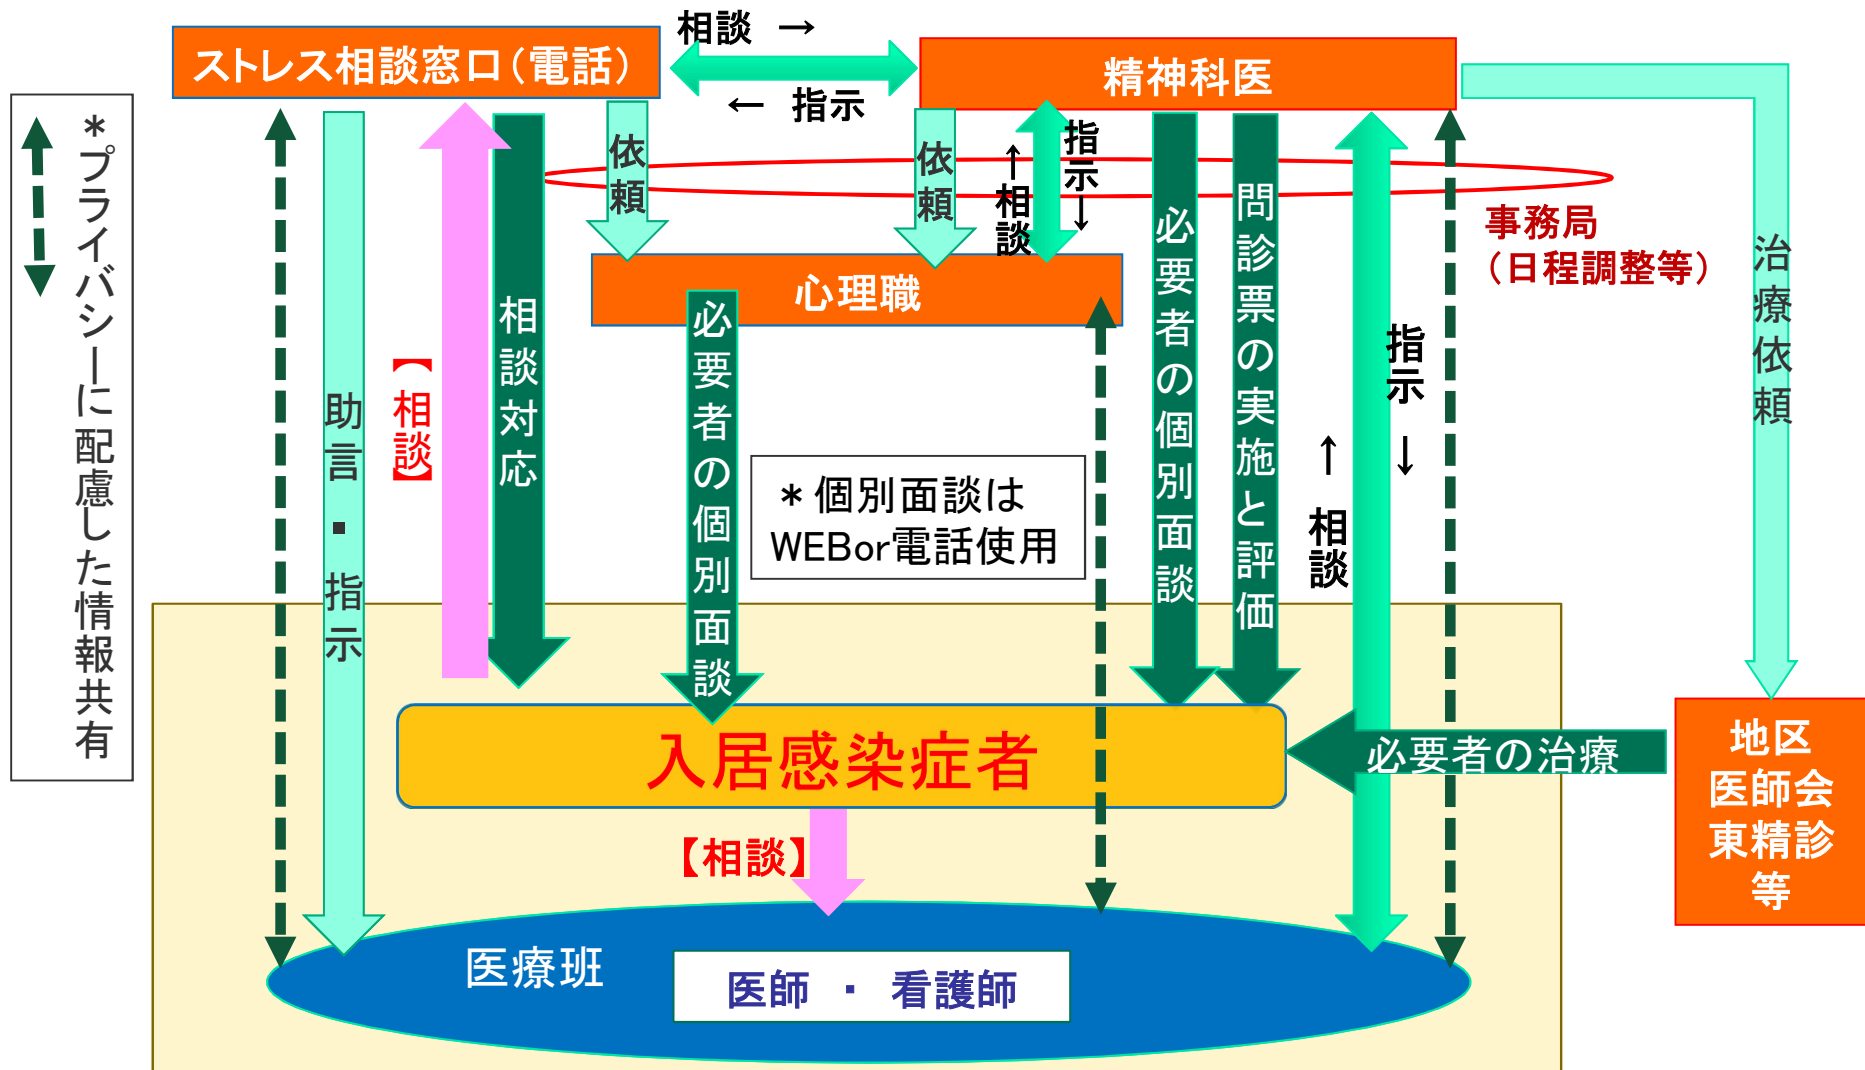 相談 →
ストレス相談窓口（電話）
← 指示
精神科医
＊プライバシーに配慮した情報共有
依頼
依頼
←相談
指示→
事務局
（日程調整等）
心理職
助言・指示
【相談】
相談対応
必要者の個別面談
＊個別面談は
WEBor電話使用
必要者の個別面談
問診票の実施と評価
← 相談
指示 →
治療依頼
入居感染症者
必要者の治療
地区
医師会
東精診
等
【相談】
医療班
医師 ・ 看護師